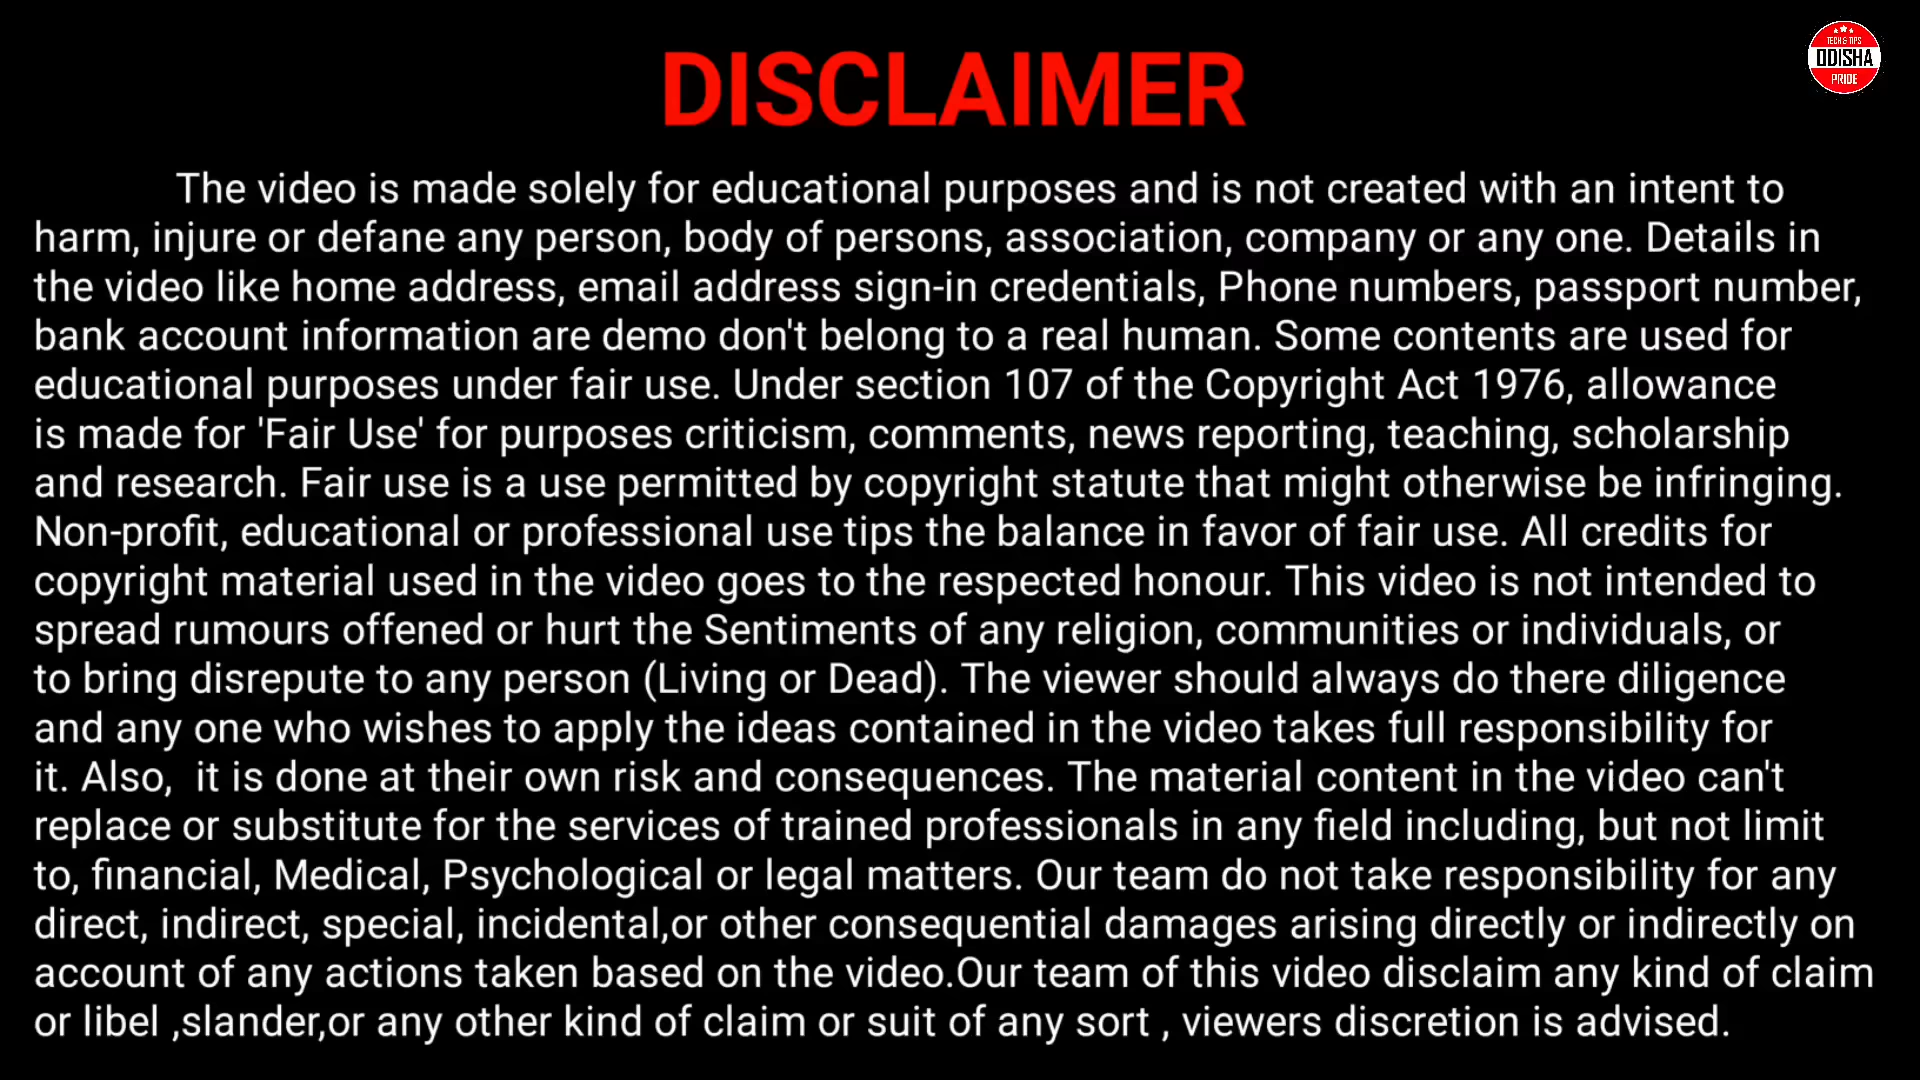 DISCLAIMER
TECH & TIPS
ODISHA
PRIDE
The video is made solely for educational purposes and is not created with an intent to
harm, injure or defane any person, body of persons, association, company or any one. Details in
the video like home address, email address sign-in credentials, Phone numbers, passport number,
bank account information are demo don't belong to a real human. Some contents are used for
educational purposes under fair use. Under section 107 of the Copyright Act 1976, allowance
is made for 'Fair Use' for purposes criticism, comments, news reporting, teaching, scholarship
and research. Fair use is a use permitted by copyright statute that might otherwise be infringing.
Non-profit, educational or professional use tips the balance in favor of fair use. All credits for
copyright material used in the video goes to the respected honour. This video is not intended to
spread rumours offened or hurt the Sentiments of any religion, communities or individuals, or
to bring disrepute to any person (Living or Dead). The viewer should always do there diligence
and any one who wishes to apply the ideas contained in the video takes full responsibility for
it. Also,  it is done at their own risk and consequences. The material content in the video can't
replace or substitute for the services of trained professionals in any field including, but not limit
to, financial, Medical, Psychological or legal matters. Our team do not take responsibility for any
direct, indirect, special, incidental,or other consequential damages arising directly or indirectly on
account of any actions taken based on the video.Our team of this video disclaim any kind of claim
or libel ,slander,or any other kind of claim or suit of any sort , viewers discretion is advised.